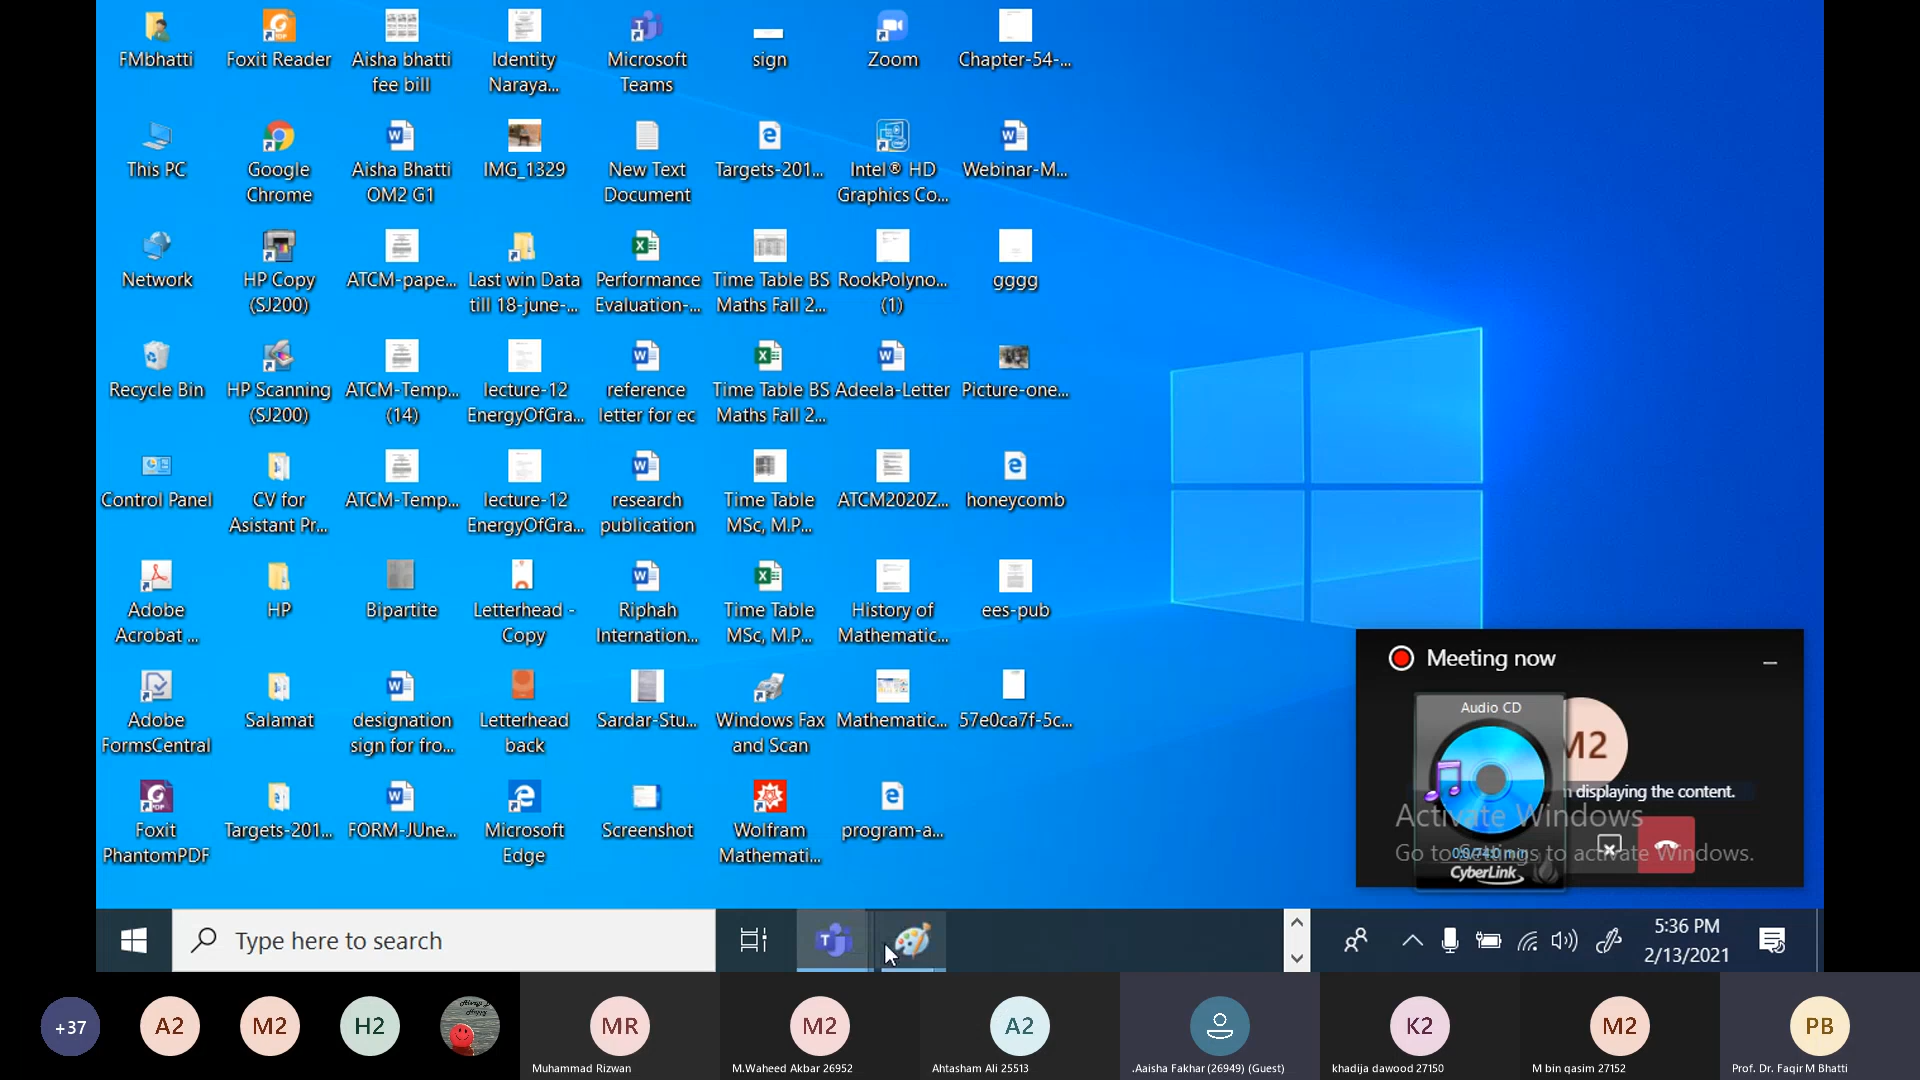 FMbhatti
Foxit Reader
Aisha bhatti
fee bill
Identity
Naraya...
Microsoft
Teams
sign
Zoom
Chapter-54-...
This PC
Google
Chrome
Aisha Bhatti
OM2 G1
IMG_1329
New Text
Document
Targets-201...
Intel® HD
Graphics Co...
Webinar-M...
Network
HP Copy
(SJ200)
ATCM-pape...
Last win Data
till 18-june-...
Performance
Evaluation-...
Time Table BS
Maths Fall 2...
RookPolyno...
(1)
gggg
Recycle Bin
HP Scanning
(SJ200)
ATCM-Temp...
(14)
lecture-12
EnergyOfGra...
reference
letter for ec
Time Table BS
Maths Fall 2...
Adeela-Letter
Picture-one...
Control Panel
CV for
Asistant Pr...
ATCM-Temp...
lecture-12
EnergyOfGra...
research
publication
Time Table
MSc, M.P...
ATCM2020Z...
honeycomb
Adobe
Acrobat ...
HP
Bipartite
Letterhead -
Copy
Riphah
Internation...
Time Table
MSc, M.P...
History of
Mathematic...
ees-pub
Adobe
FormsCentral
Salamat
designation
sign for fro...
Letterhead
back
Sardar-Stu...
Windows Fax
and Scan
Mathematic...
57e0ca7f-5c...
Foxit
PhantomPDF
Targets-201...
FORM-JUne...
Microsoft
Edge
Screenshot
Wolfram
Mathemati...
program-a...
Meeting now
Audio CD
M2
displaying the content.
Activate Windows
Go to Settings to activate Windows.
CyberLink
Type here to search
5:36 PM
2/13/2021
+37
A2
M2
H2
MR
M2
A2
K2
M2
PB
Muhammad Rizwan
M.Waheed Akbar 26952
Ahtasham Ali 25513
.Aaisha Fakhar (26949) (Guest)
khadija dawood 27150
M bin qasim 27152
Prof. Dr. Faqir M Bhatti